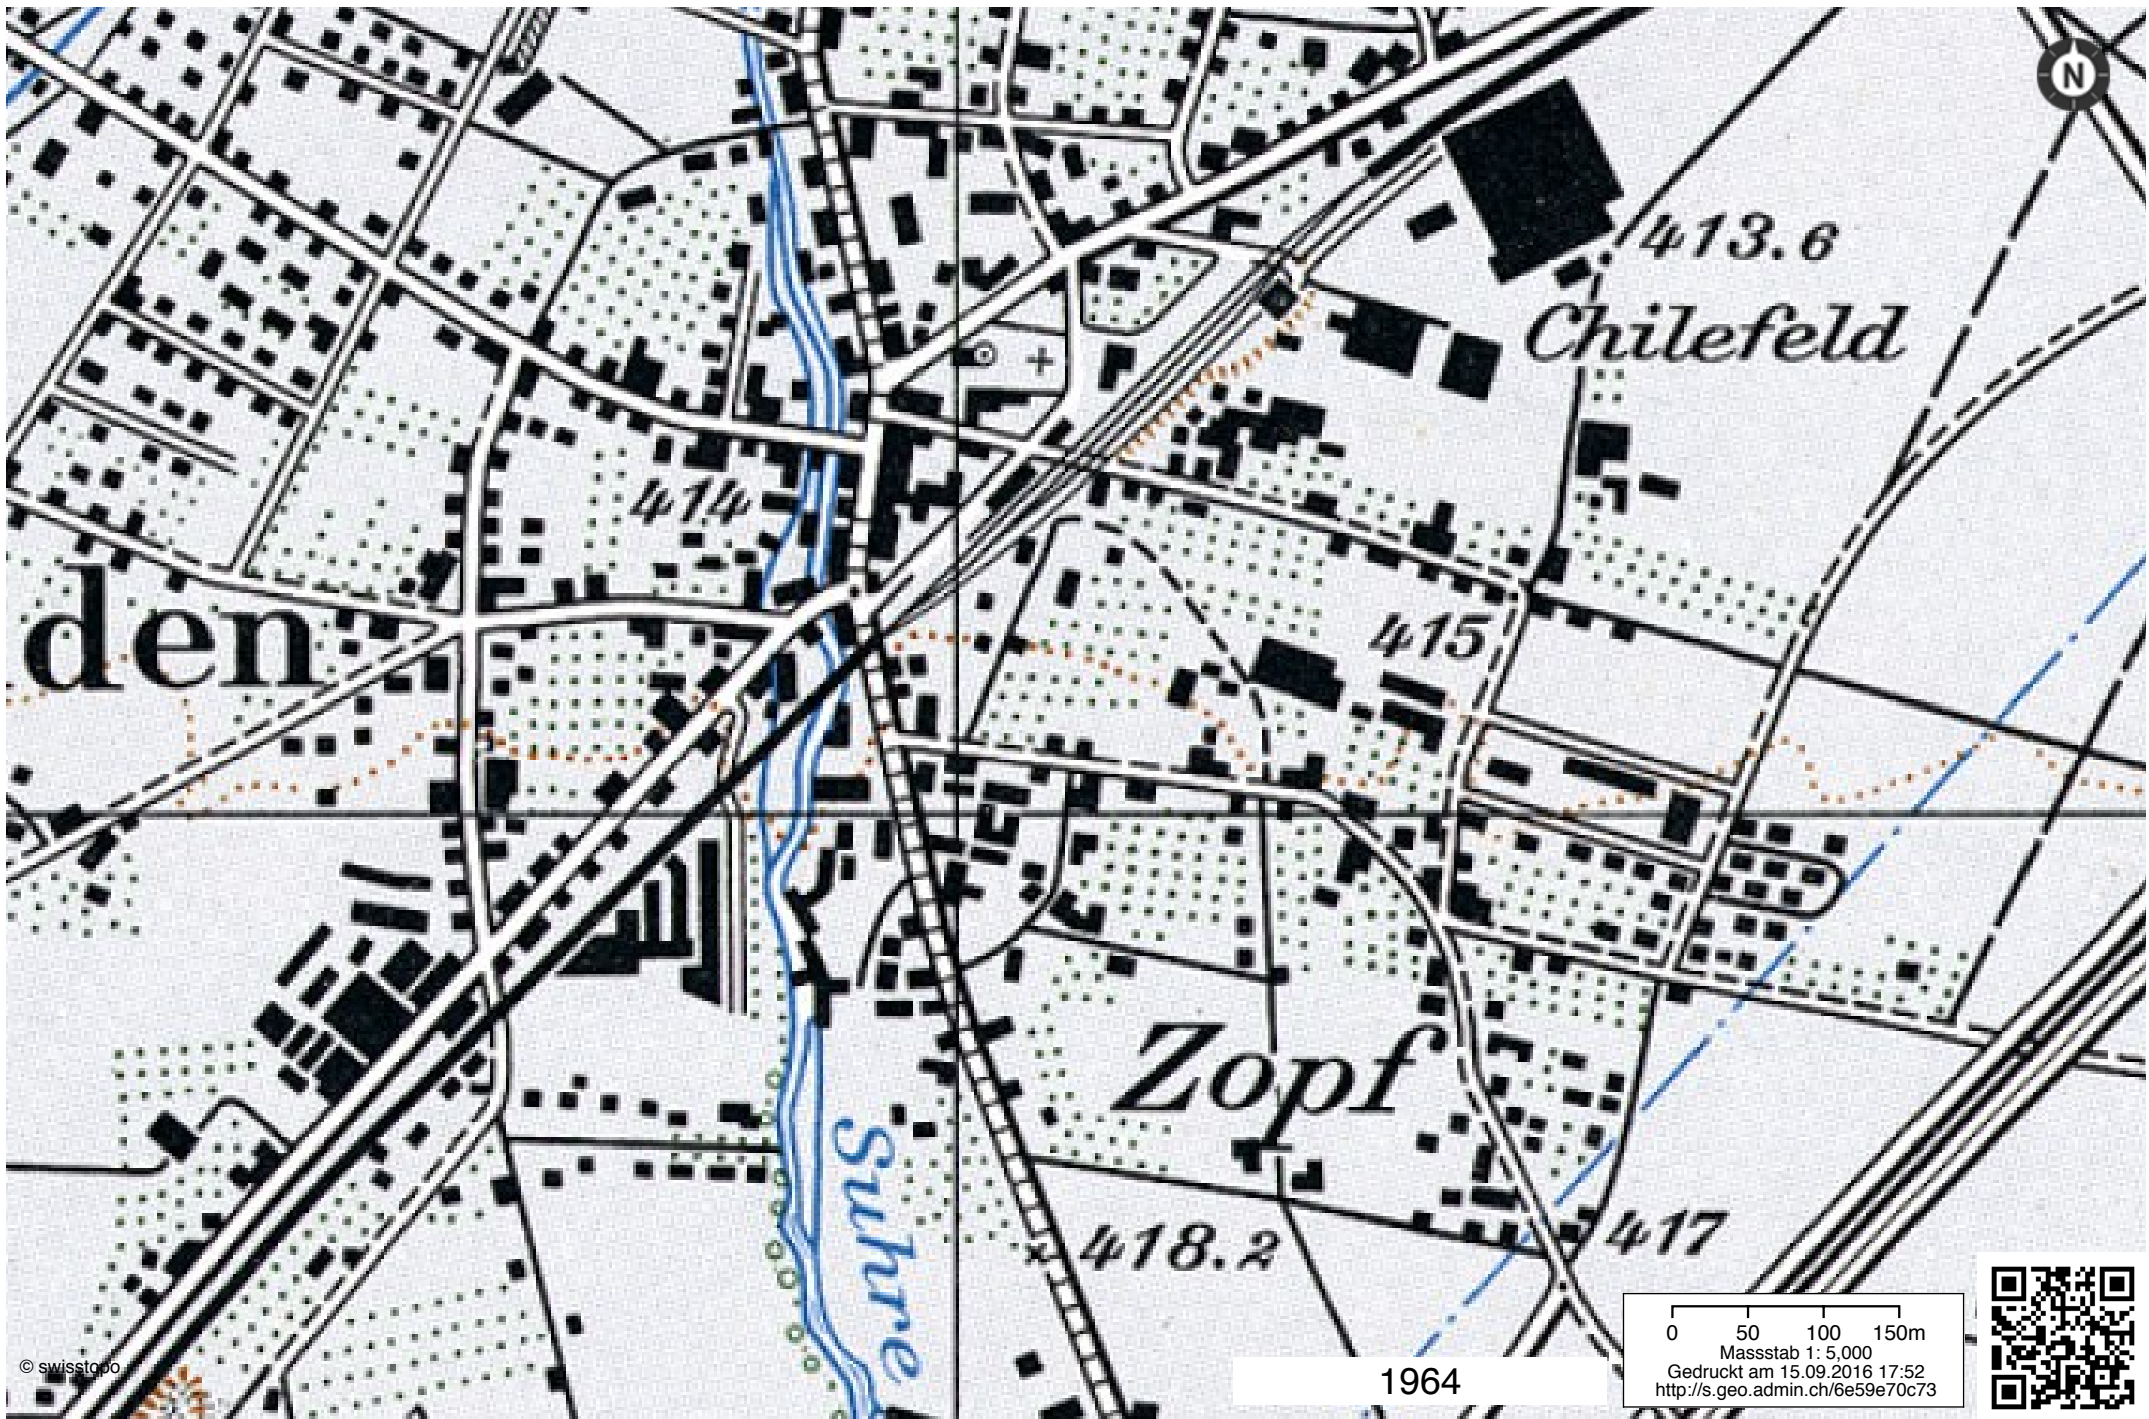 N
413.6
Chilefeld
414
den
415
Zopf
Suhre
418.2
417
0 50 100 150m
Massstab 1: 5,000
Gedruckt am 15.09.2016 17:52
http://s.geo.admin.ch/6e59e70c73
© swisstopo
1964